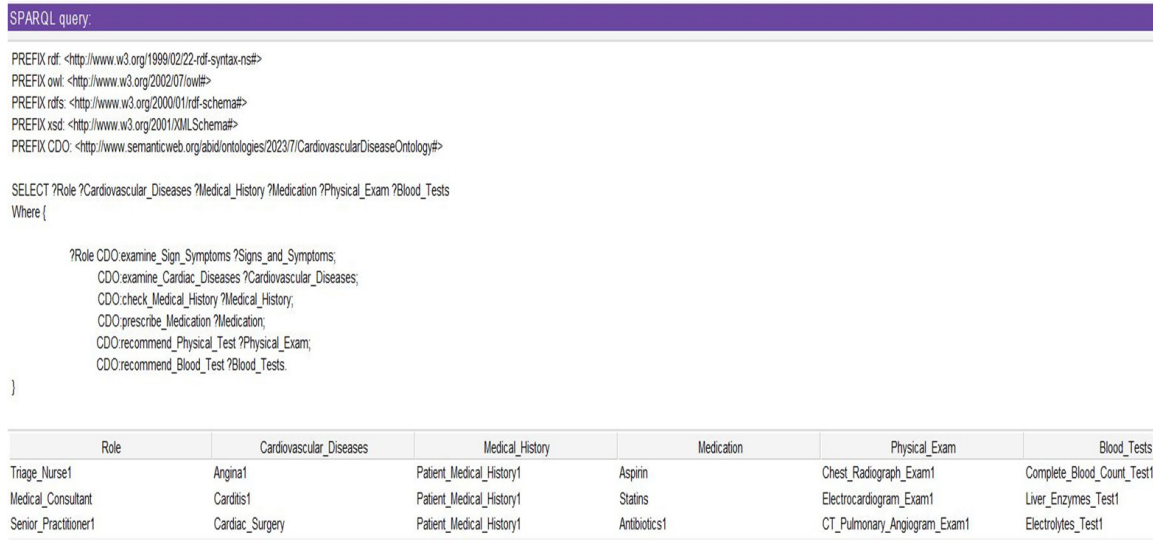 SPARQL query:
PREFIX rdf: <http://www.w3.org/1999/02/22-rdf-syntax-ns#>
PREFIX owl: <http://www.w3.org/2002/07/owl#>
PREFIX rdfs: <http://www.w3.org/2000/01/rdf-schema#>
PREFIX xsd: <http://www.w3.org/2001/XMLSchema#>
PREFIX CDO: <http://www.semanticweb.org/abid/ontologies/2023/7/CardiovascularDiseaseOntology#>
SELECT ?Role ?Cardiovascular_Diseases ?Medical_History ?Medication ?Physical_Exam ?Blood_Tests
Where {
?Role CDO:examine_Sign_Symptoms ?Signs_and_Symptoms;
CDO:examine_Cardiac_Diseases ?Cardiovascular_Diseases;
CDO:check_Medical_History ?Medical_History;
CDO:prescribe_Medication ?Medication;
CDO:recommend_Physical_Test ?Physical_Exam;
CDO:recommend_Blood_Test ?Blood_Tests.
}
Role Cardiovascular_Diseases Medical_History Medication Physical_Exam Blood_Tests
Triage_Nurse1 Angina1 Patient_Medical_History1 Aspirin Chest_Radiograph_Exam1 Complete_Blood_Count_Test1
Medical_Consultant Carditis1 Patient_Medical_History1 Statins Electrocardiogram_Exam1 Liver_Enzymes_Test1
Senior_Practitioner1 Cardiac_Surgery Patient_Medical_History1 Antibiotics1 CT_Pulmonary_Angiogram_Exam1 Electrolytes_Test1